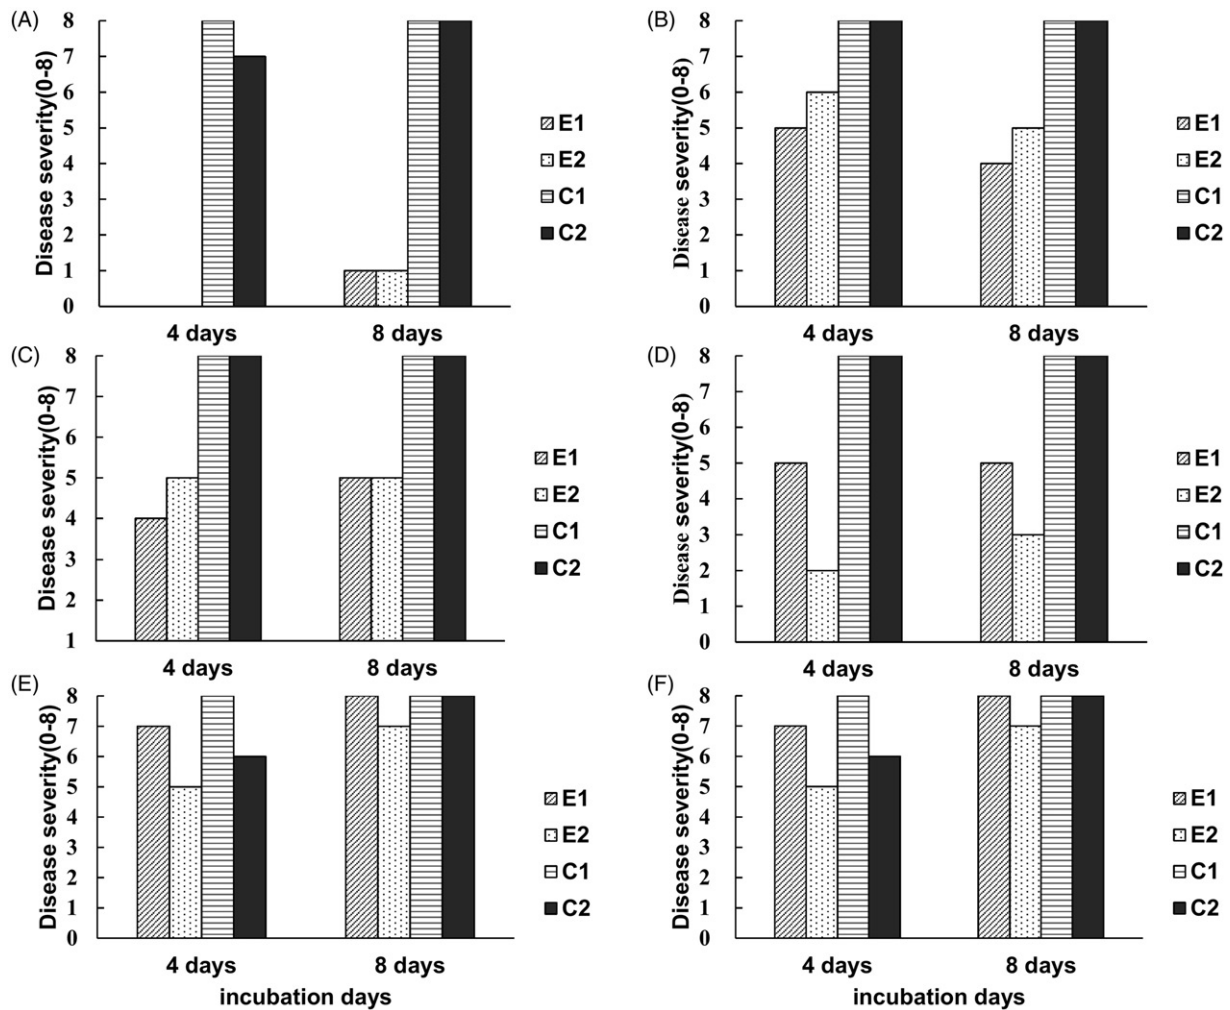 (A)
Disease severity(0-8)
8
7
6
5
4
3
2
1
0
4 days
8 days
E1
E2
C1
C2
(B)
Disease severity(0-8)
8
7
6
5
4
3
2
1
0
4 days
8 days
E1
E2
C1
C2
(C)
Disease severity(0-8)
8
7
6
5
4
3
2
1
4 days
8 days
E1
E2
C1
C2
(D)
Disease severity(0-8)
8
7
6
5
4
3
2
1
0
4 days
8 days
E1
E2
C1
C2
(E)
Disease severity(0-8)
8
7
6
5
4
3
2
1
0
4 days
8 days
incubation days
E1
E2
C1
C2
(F)
Disease severity(0-8)
8
7
6
5
4
3
2
1
0
4 days
8 days
incubation days
E1
E2
C1
C2